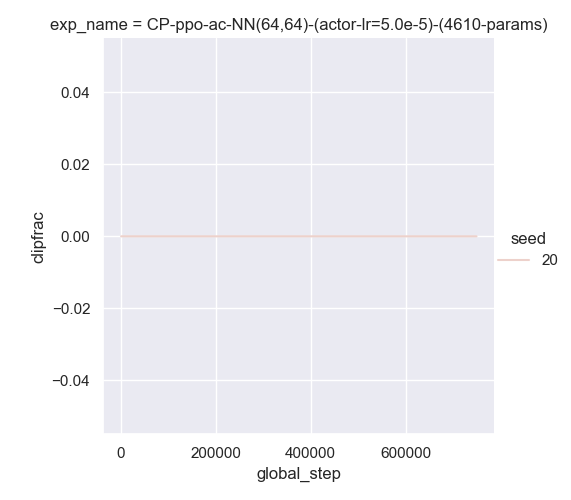 exp_name = CP-ppo-ac-NN(64,64)-(actor-lr=5.0e-5)-(4610-params)
0.04
0.02
0.00
−0.02
−0.04
clipfrac
0
200000
400000
600000
global_step
seed
20